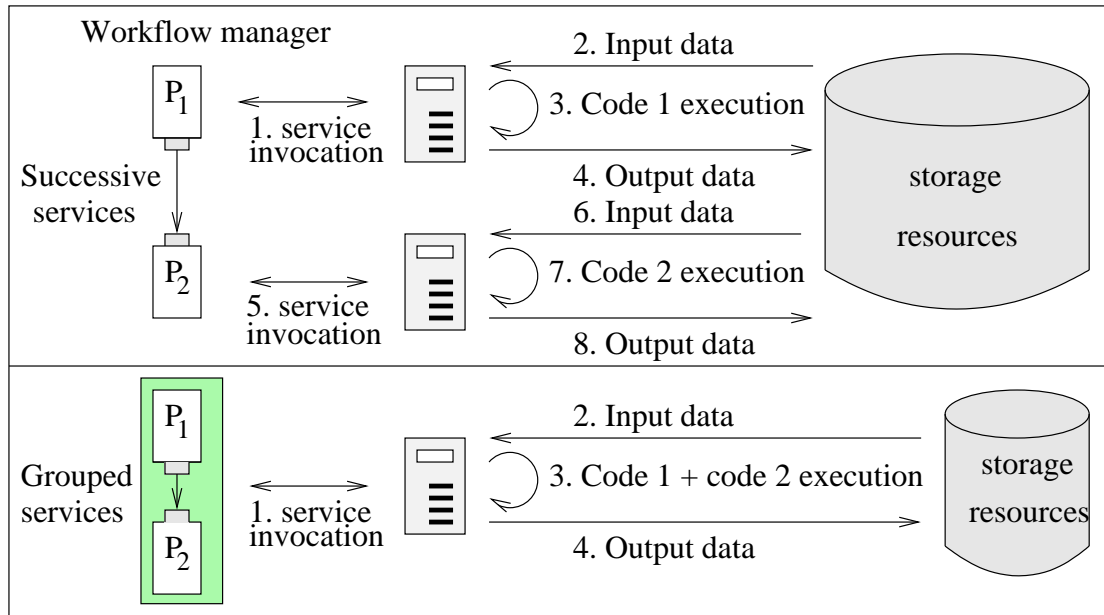 Workflow manager
P1
Successive
services
P2
1. service
invocation
2. Input data
3. Code 1 execution
4. Output data
5. service
invocation
6. Input data
7. Code 2 execution
8. Output data
storage
resources
Grouped
services
P1
P2
1. service
invocation
2. Input data
3. Code 1 + code 2 execution
4. Output data
storage
resources